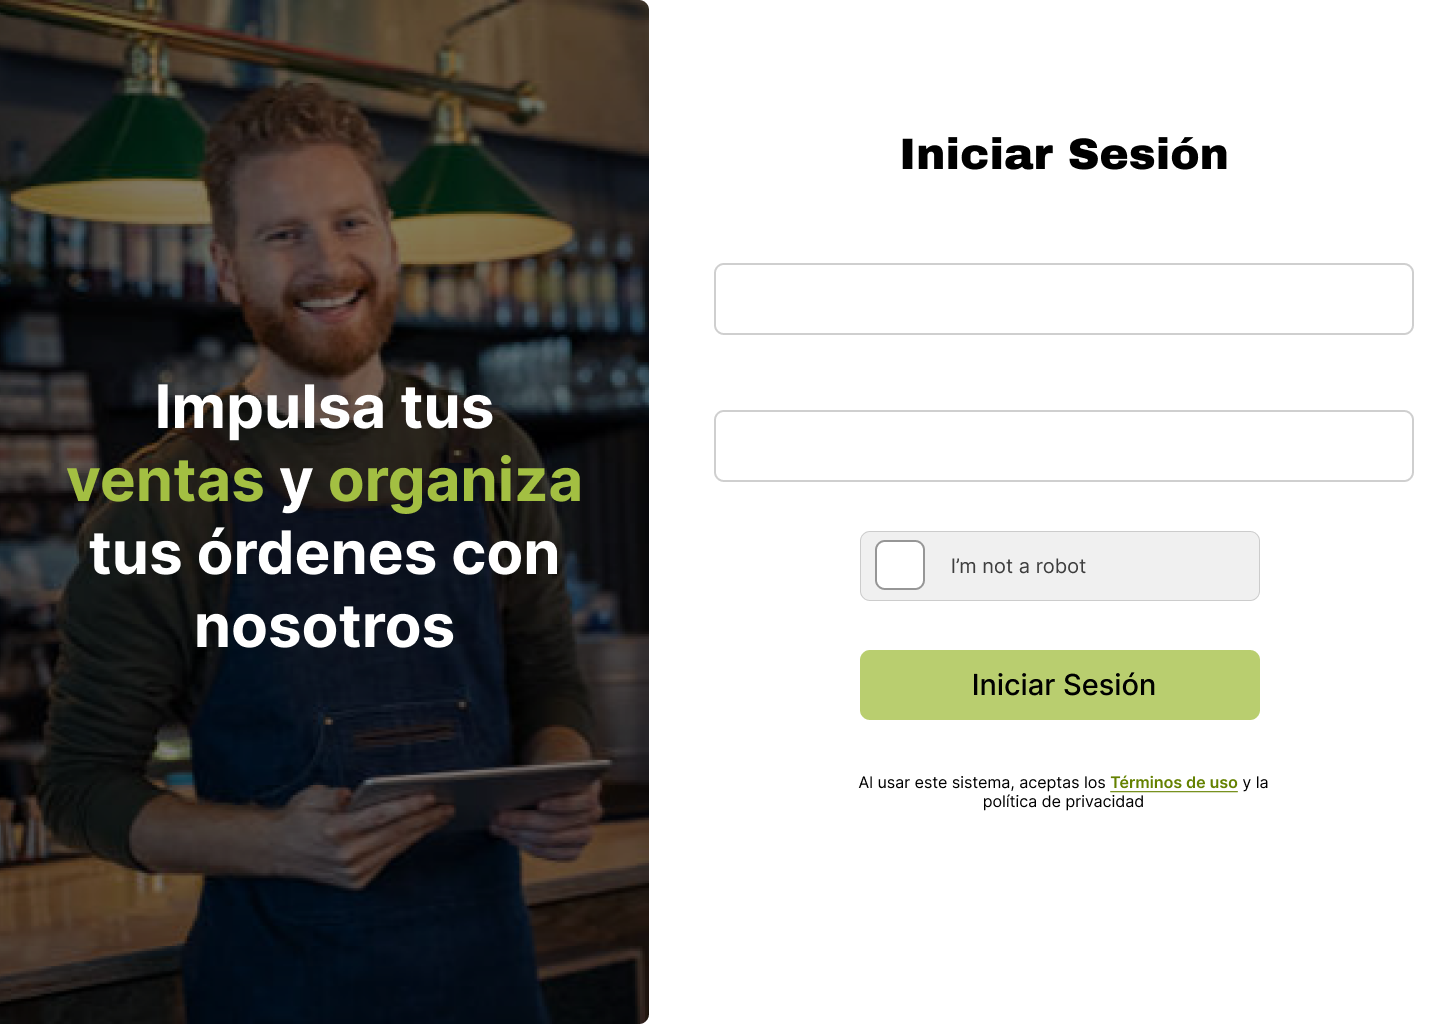 Impulsa tus
ventas y organiza
tus órdenes con
nosotros
Iniciar Sesión
I'm not a robot
Iniciar Sesión
Al usar este sistema, aceptas los Términos de uso y la
política de privacidad